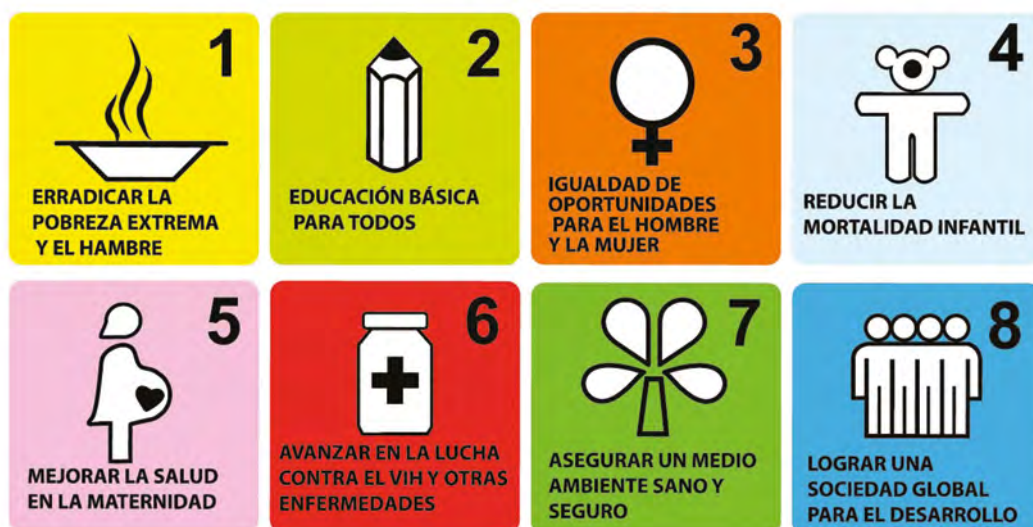 1
ERRADICAR LA
POBREZA EXTREMA
Y EL HAMBRE
2
EDUCACIÓN BÁSICA
PARA TODOS
3
IGUALDAD DE
OPORTUNIDADES
PARA EL HOMBRE
Y LA MUJER
4
REDUCIR LA
MORTALIDAD INFANTIL
5
MEJORAR LA SALUD
EN LA MATERNIDAD
6
AVANZAR EN LA LUCHA
CONTRA EL VIH Y OTRAS
ENFERMEDADES
7
ASEGURAR UN MEDIO
AMBIENTE SANO Y
SEGURO
8
LOGRAR UNA
SOCIEDAD GLOBAL
PARA EL DESARROLLO